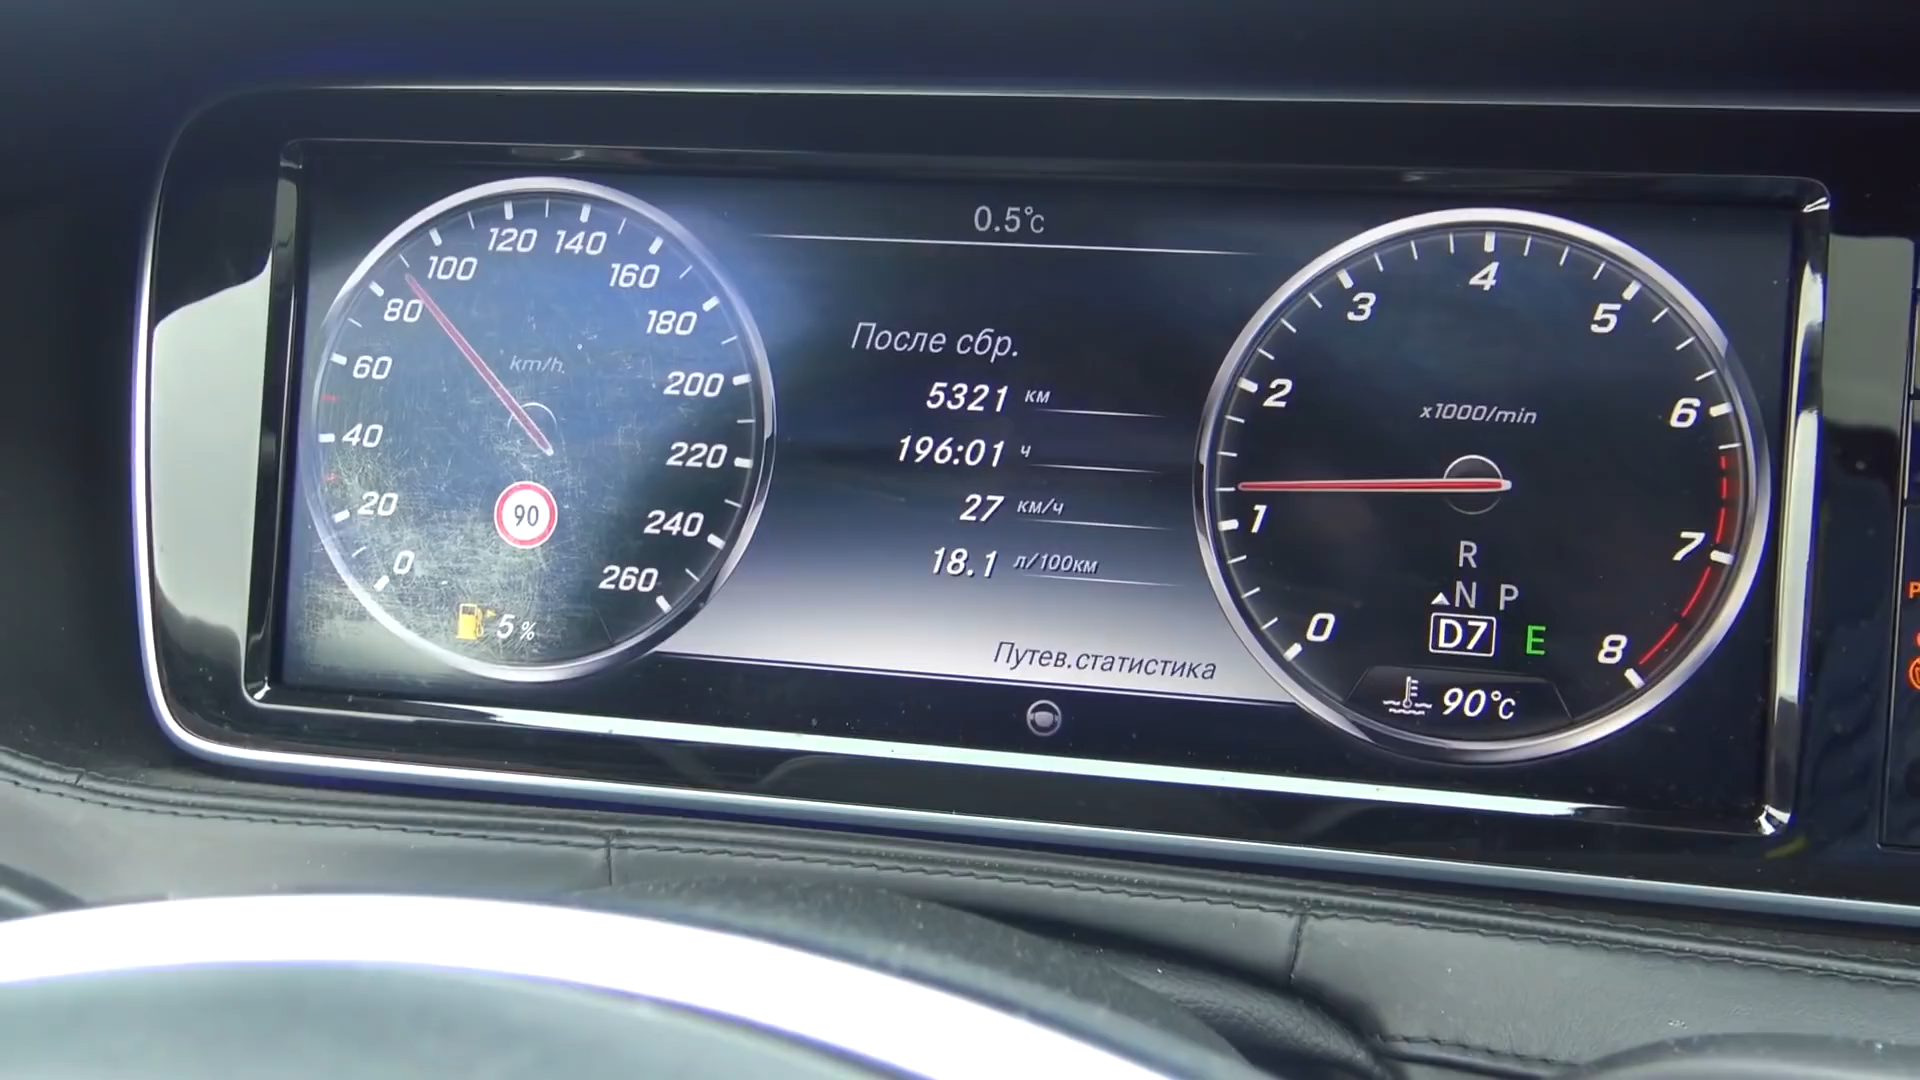 0.5°C
120 140
100 160
80 180
60 200
40 220
20 240
0 260
km/h
90
5 %
После сбр.
5321 км
196:01 ч
27 км/ч
18.1 л/100км
Путев.статистика
4
3 5
2 6
1 7
0 8
x1000/min
R
N P
D7 E
90°C